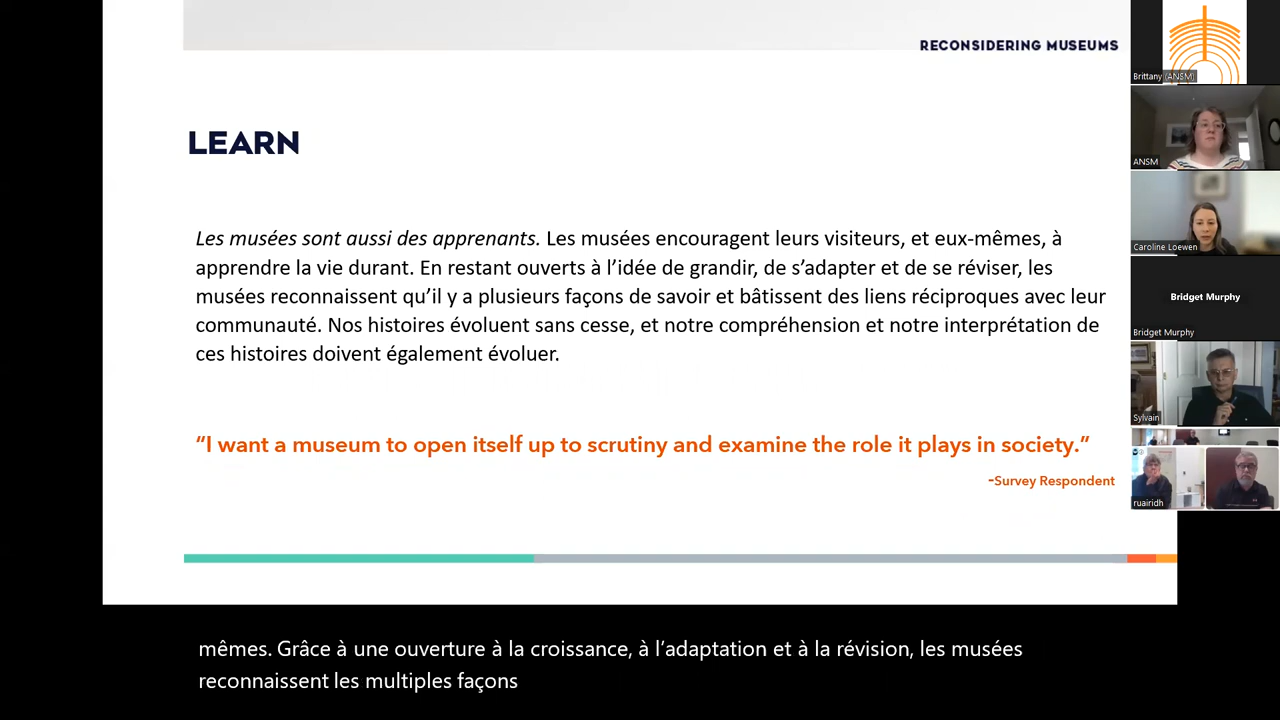 RECONSIDERING MUSEUMS
LEARN
Les musées sont aussi des apprenants. Les musées encouragent leurs visiteurs, et eux-mêmes, à
apprendre la vie durant. En restant ouverts à l’idée de grandir, de s’adapter et de se réviser, les
musées reconnaissent qu’il y a plusieurs façons de savoir et bâtissent des liens réciproques avec leur
communauté. Nos histoires évoluent sans cesse, et notre compréhension et notre interprétation de
ces histoires doivent également évoluer.
“I want a museum to open itself up to scrutiny and examine the role it plays in society.”
-Survey Respondent
Brittany (ANSM)
ANSM
Caroline Loewen
Bridget Murphy
Bridget Murphy
Sylvain
ruairidh
mêmes. Grâce à une ouverture à la croissance, à l’adaptation et à la révision, les musées
reconnaissent les multiples façons